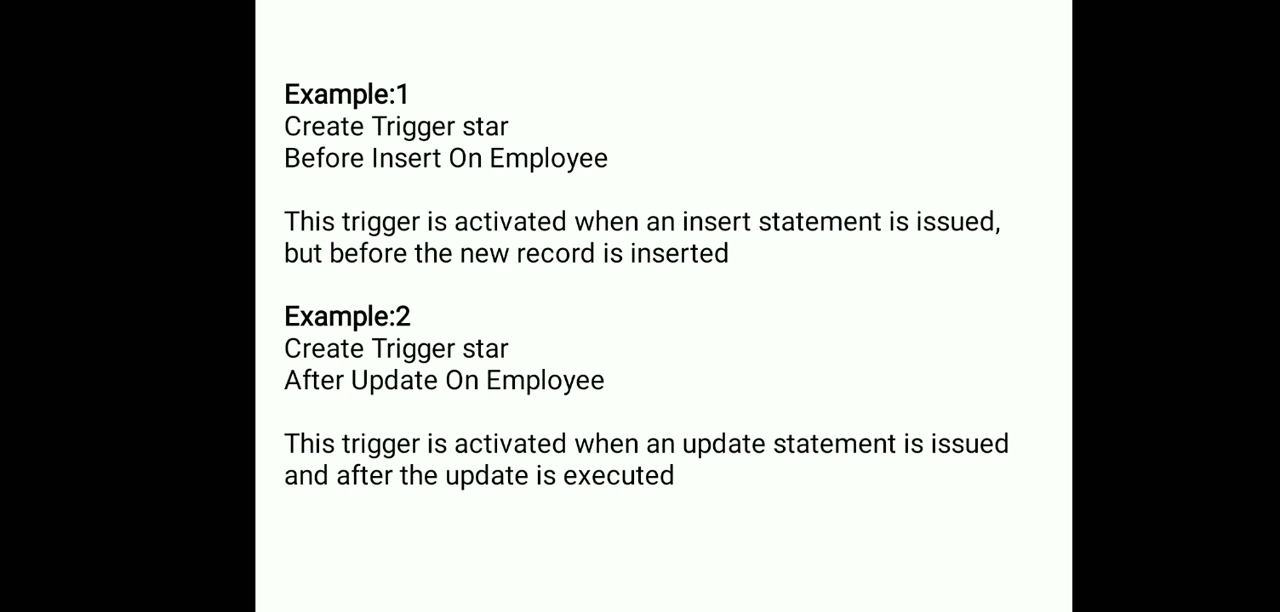 Example:1
Create Trigger star
Before Insert On Employee
This trigger is activated when an insert statement is issued,
but before the new record is inserted
Example:2
Create Trigger star
After Update On Employee
This trigger is activated when an update statement is issued
and after the update is executed